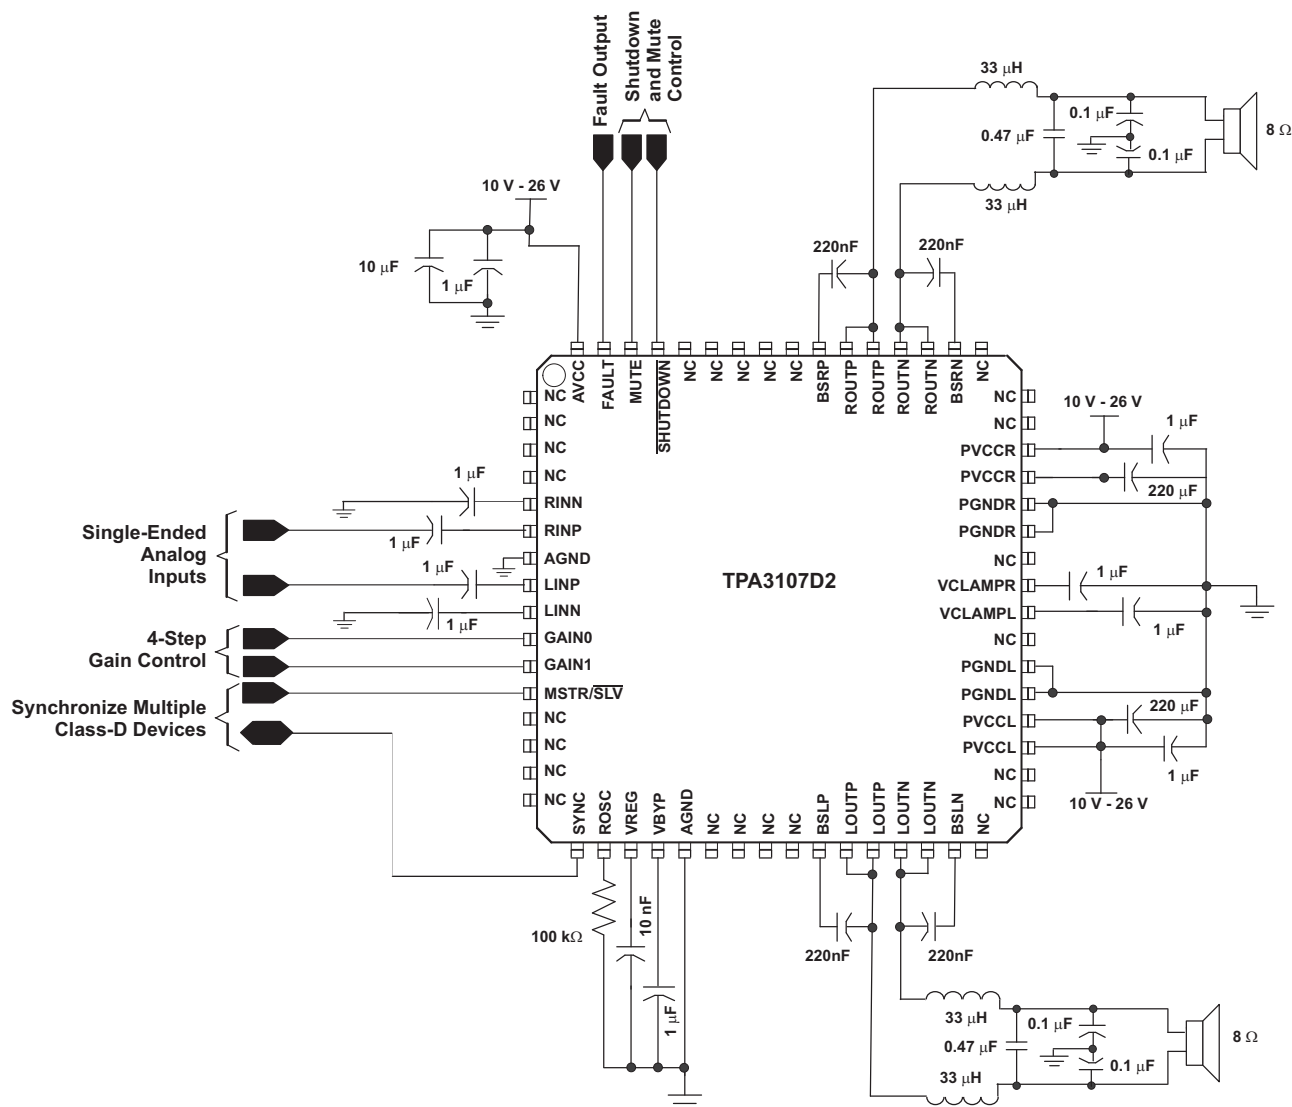 Fault Output
Shutdown
and Mute
Control
33 μH
0.1 μF
0.47 μF
8 Ω
0.1 μF
33 μH
10 V - 26 V
10 μF
1 μF
220nF
220nF
AVCC
FAULT
MUTE
SHUTDOWN
NC
NC
NC
NC
NC
BSRP
ROUTP
ROUTP
ROUTN
ROUTN
BSRN
NC
NC
NC
NC
NC
RINN
RINP
AGND
LINP
LINN
GAIN0
GAIN1
MSTR/SLV
NC
NC
NC
NC
1 μF
1 μF
1 μF
1 μF
Single-Ended
Analog
Inputs
4-Step
Gain Control
Synchronize Multiple
Class-D Devices
TPA3107D2
NC
NC
PVCCR
PVCCR
PGNDR
PGNDR
NC
VCLAMPR
VCLAMPL
NC
PGNDL
PGNDL
PVCCL
PVCCL
NC
NC
10 V - 26 V
1 μF
220 μF
1 μF
1 μF
220 μF
1 μF
10 V - 26 V
SYNC
ROSC
VREG
VBYP
AGND
NC
NC
NC
NC
BSLP
LOUTP
LOUTP
LOUTN
LOUTN
BSLN
NC
100 kΩ
10 nF
1 μF
220nF
220nF
33 μH
0.1 μF
0.47 μF
8 Ω
0.1 μF
33 μH